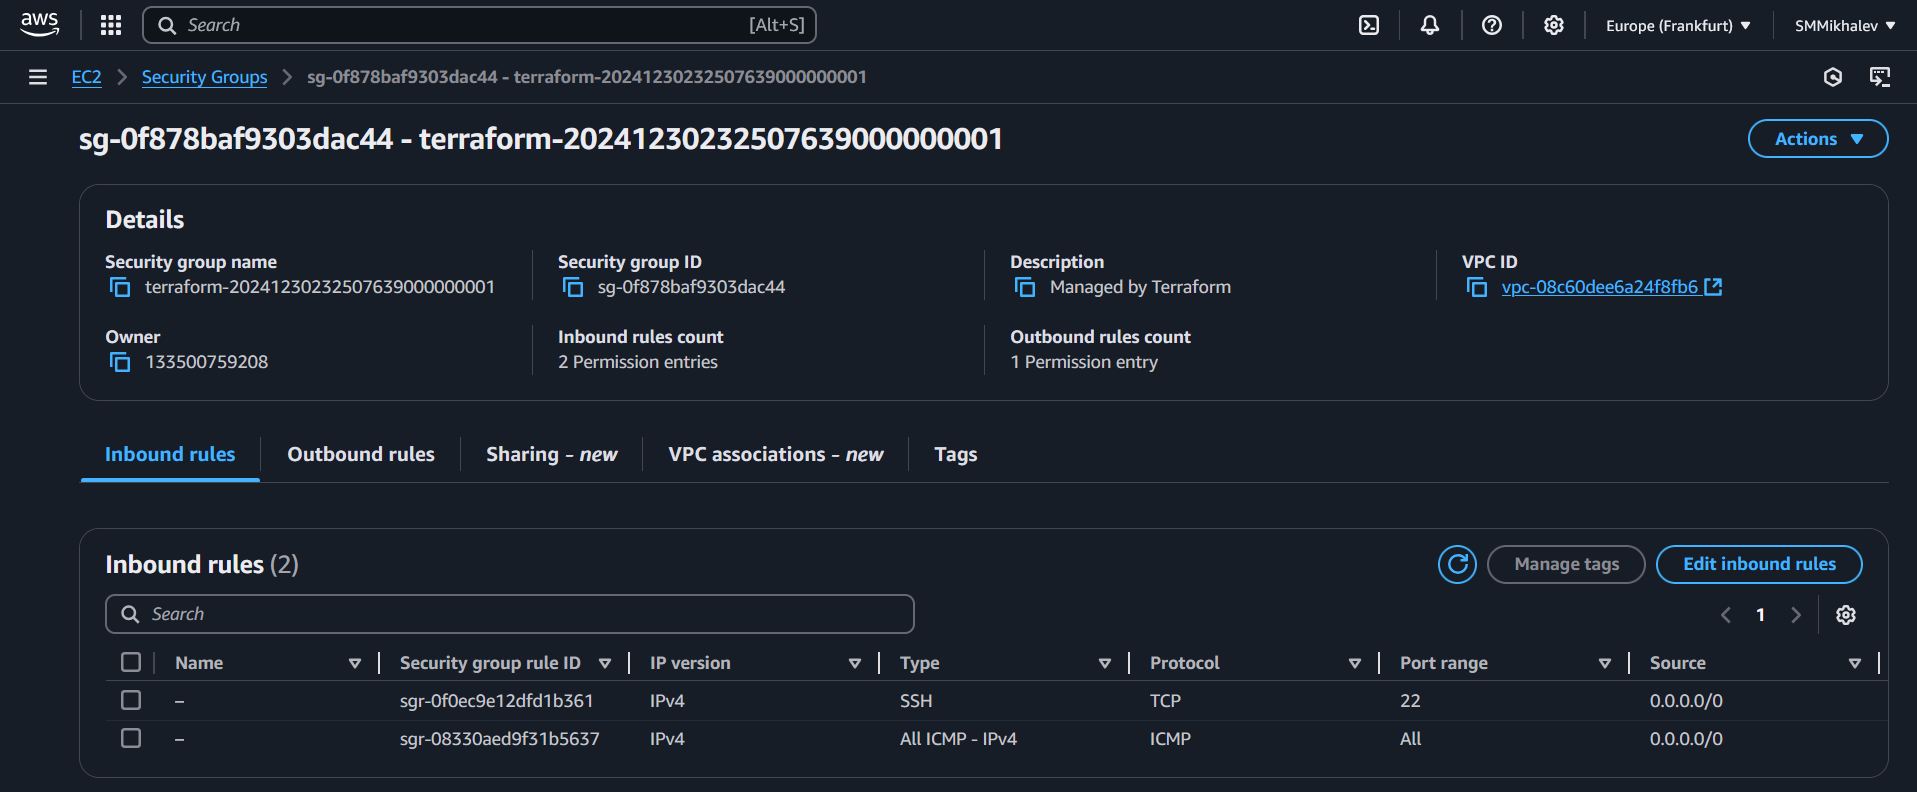 aws Search [Alt+S] Europe (Frankfurt) SMMikhalev
EC2 Security Groups sg-0f878baf9303dac44 - terraform-20241230232507639000000001
sg-0f878baf9303dac44 - terraform-20241230232507639000000001 Actions
Details
Security group name Security group ID Description VPC ID
terraform-20241230232507639000000001 sg-0f878baf9303dac44 Managed by Terraform vpc-08c60dee6a24f8fb6
Owner Inbound rules count Outbound rules count
133500759208 2 Permission entries 1 Permission entry
Inbound rules Outbound rules Sharing - new VPC associations - new Tags
Inbound rules (2) Manage tags Edit inbound rules
Search 1
Name Security group rule ID IP version Type Protocol Port range Source
– sgr-0f0ec9e12dfd1b361 IPv4 SSH TCP 22 0.0.0.0/0
– sgr-08330aed9f31b5637 IPv4 All ICMP - IPv4 ICMP All 0.0.0.0/0